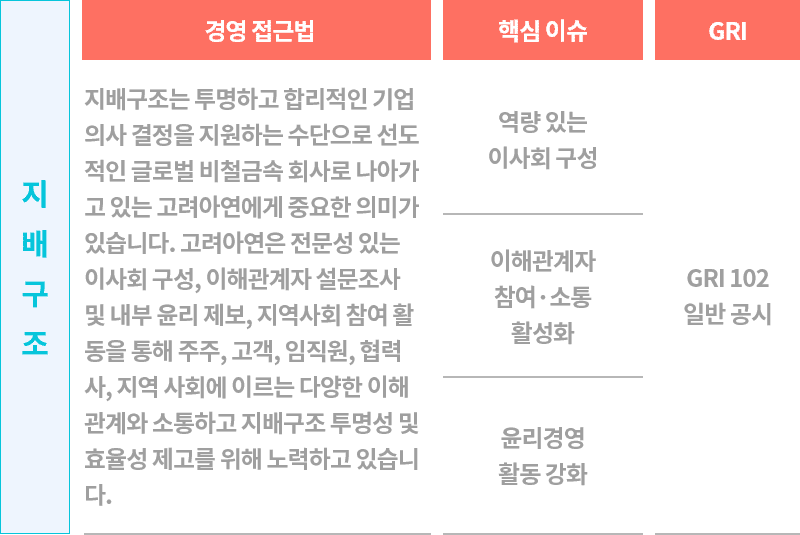 경영 접근법
핵심 이슈
GRI
지
배
구
조
지배구조는 투명하고 합리적인 기업
의사 결정을 지원하는 수단으로 선도
적인 글로벌 비철금속 회사로 나아가
고 있는 고려아연에게 중요한 의미가
있습니다. 고려아연은 전문성 있는
이사회 구성, 이해관계자 설문조사
및 내부 윤리 제보, 지역사회 참여 활
동을 통해 주주, 고객, 임직원, 협력
사, 지역 사회에 이르는 다양한 이해
관계와 소통하고 지배구조 투명성 및
효율성 제고를 위해 노력하고 있습니
다.
역량 있는
이사회 구성
이해관계자
참여·소통
활성화
윤리경영
활동 강화
GRI 102
일반 공시